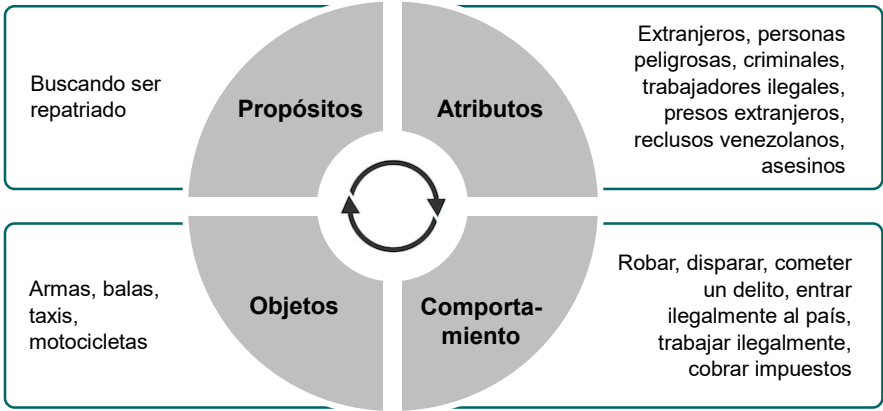 Buscando ser
repatriado
Propósitos
Atributos
Extranjeros, personas
peligrosas, criminales,
trabajadores ilegales,
presos extranjeros,
reclusos venezolanos,
asesinos
Armas, balas,
taxis,
motocicletas
Objetos
Comporta-
miento
Robar, disparar, cometer
un delito, entrar
ilegalmente al país,
trabajar ilegalmente,
cobrar impuestos